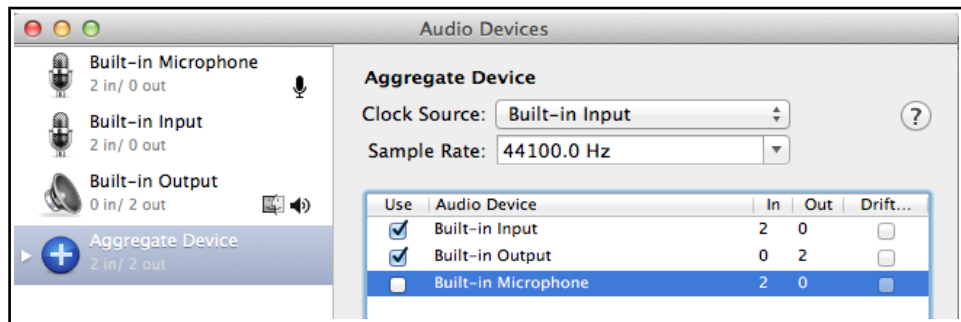 Audio Devices
Built-in Microphone
2 in/ 0 out
Built-in Input
2 in/ 0 out
Built-in Output
0 in/ 2 out
Aggregate Device
2 in/ 2 out
Aggregate Device
Clock Source: Built-in Input
?
Sample Rate: 44100.0 Hz
Use Audio Device In Out Drift...
Built-in Input 2 0
Built-in Output 0 2
Built-in Microphone 2 0